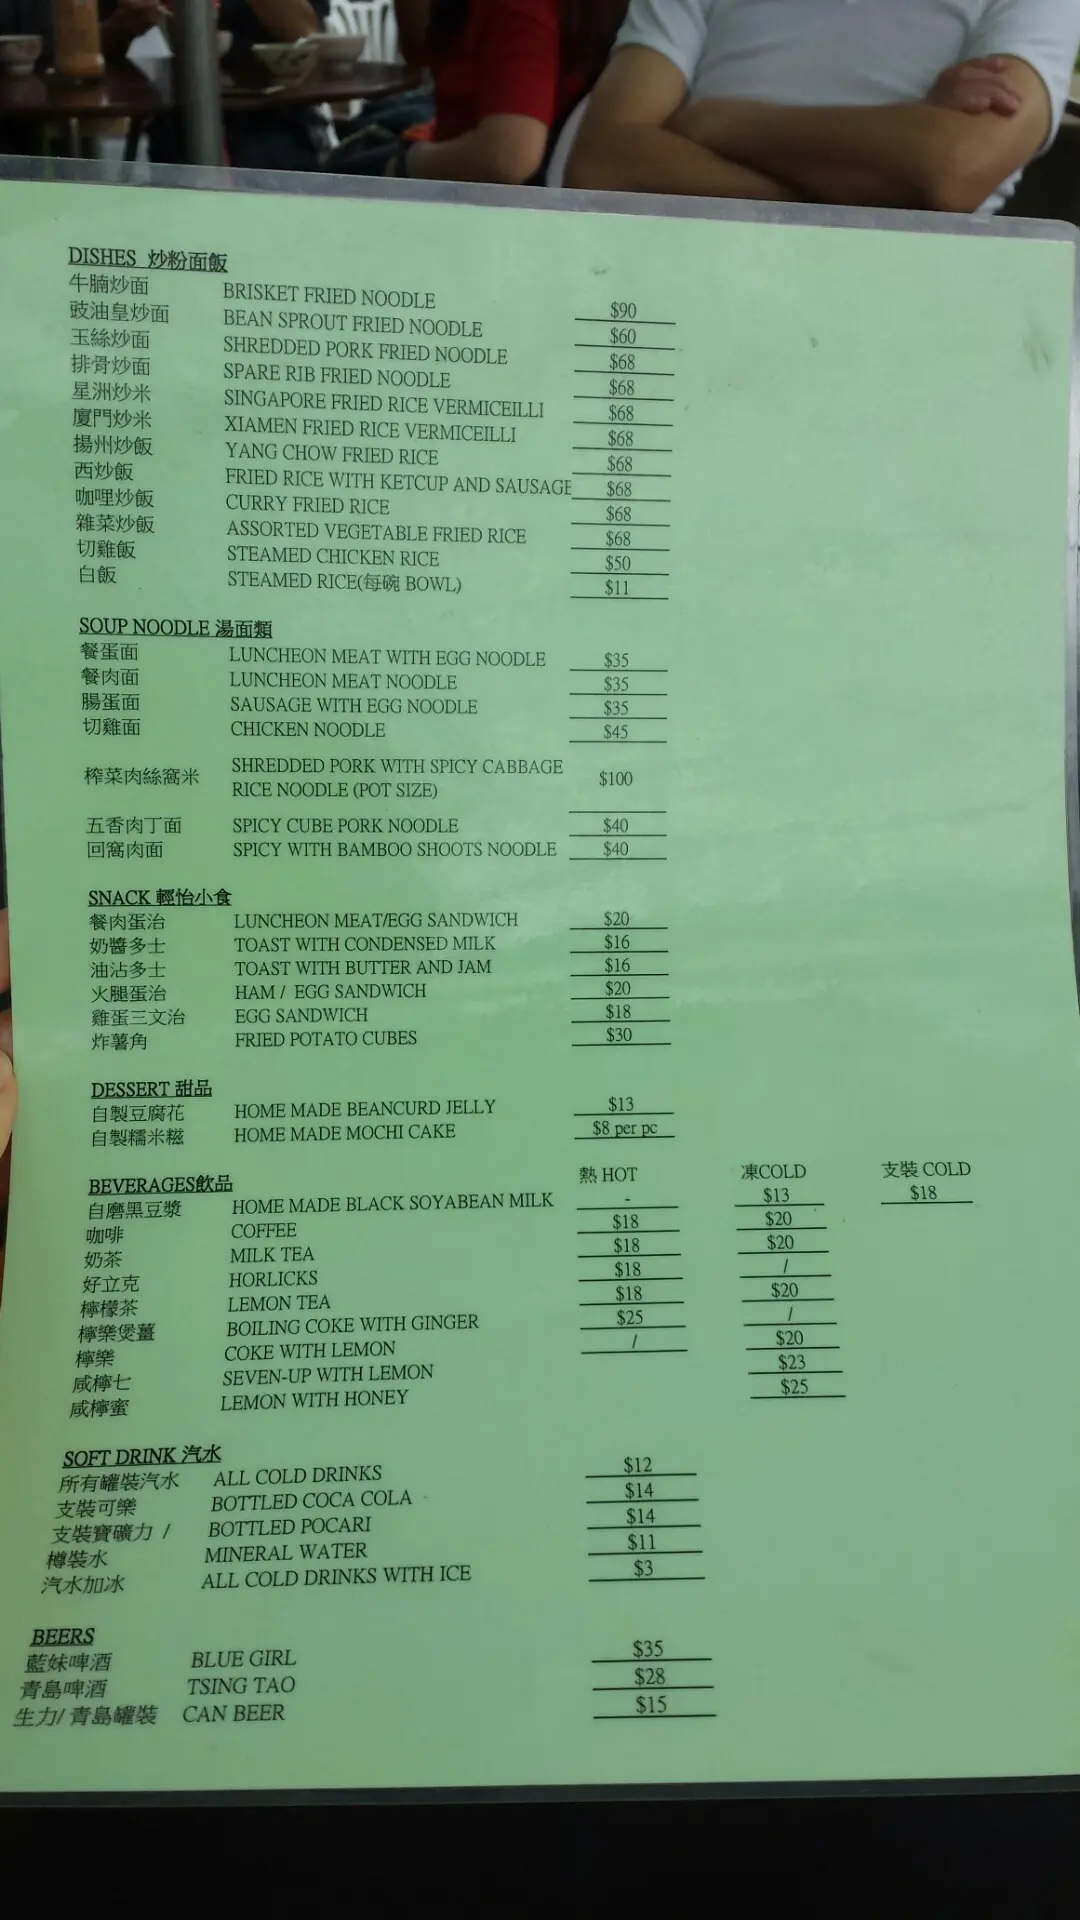 DISHES 炒粉面飯
牛腩炒面 BRISKET FRIED NOODLE $90
豉油皇炒面 BEAN SPROUT FRIED NOODLE $60
玉絲炒面 SHREDDED PORK FRIED NOODLE $68
排骨炒面 SPARE RIB FRIED NOODLE $68
星洲炒米 SINGAPORE FRIED RICE VERMICEILLI $68
廈門炒米 XIAMEN FRIED RICE VERMICEILLI $68
揚州炒飯 YANG CHOW FRIED RICE $68
西炒飯 FRIED RICE WITH KETCUP AND SAUSAGE $68
咖哩炒飯 CURRY FRIED RICE $68
雜菜炒飯 ASSORTED VEGETABLE FRIED RICE $68
切雞飯 STEAMED CHICKEN RICE $50
白飯 STEAMED RICE(每碗 BOWL) $11
SOUP NOODLE 湯面類
餐蛋面 LUNCHEON MEAT WITH EGG NOODLE $35
餐肉面 LUNCHEON MEAT NOODLE $35
腸蛋面 SAUSAGE WITH EGG NOODLE $35
切雞面 CHICKEN NOODLE $45
榨菜肉絲窩米 SHREDDED PORK WITH SPICY CABBAGE $100
RICE NOODLE (POT SIZE)
五香肉丁面 SPICY CUBE PORK NOODLE $40
回窩肉面 SPICY WITH BAMBOO SHOOTS NOODLE $40
SNACK 輕怡小食
餐肉蛋治 LUNCHEON MEAT/EGG SANDWICH $20
奶醬多士 TOAST WITH CONDENSED MILK $16
油沾多士 TOAST WITH BUTTER AND JAM $16
火腿蛋治 HAM / EGG SANDWICH $20
雞蛋三文治 EGG SANDWICH $18
炸薯角 FRIED POTATO CUBES $30
DESSERT 甜品
自製豆腐花 HOME MADE BEANCURD JELLY $13
自製糯米糍 HOME MADE MOCHI CAKE $8 per pc
BEVERAGES飲品 熱 HOT 凍COLD 支裝 COLD
自磨黑豆漿 HOME MADE BLACK SOYABEAN MILK - $13 $18
咖啡 COFFEE $18 $20
奶茶 MILK TEA $18 $20
好立克 HORLICKS $18 /
檸檬茶 LEMON TEA $18 $20
檸樂煲薑 BOILING COKE WITH GINGER $25 /
檸樂 COKE WITH LEMON / $20
咸檸七 SEVEN-UP WITH LEMON $23
咸檸蜜 LEMON WITH HONEY $25
SOFT DRINK 汽水
所有罐裝汽水 ALL COLD DRINKS $12
支裝可樂 BOTTLED COCA COLA $14
支裝寶礦力 / BOTTLED POCARI $14
樽裝水 MINERAL WATER $11
汽水加冰 ALL COLD DRINKS WITH ICE $3
BEERS
藍妹啤酒 BLUE GIRL $35
青島啤酒 TSING TAO $28
生力/ 青島罐裝 CAN BEER $15